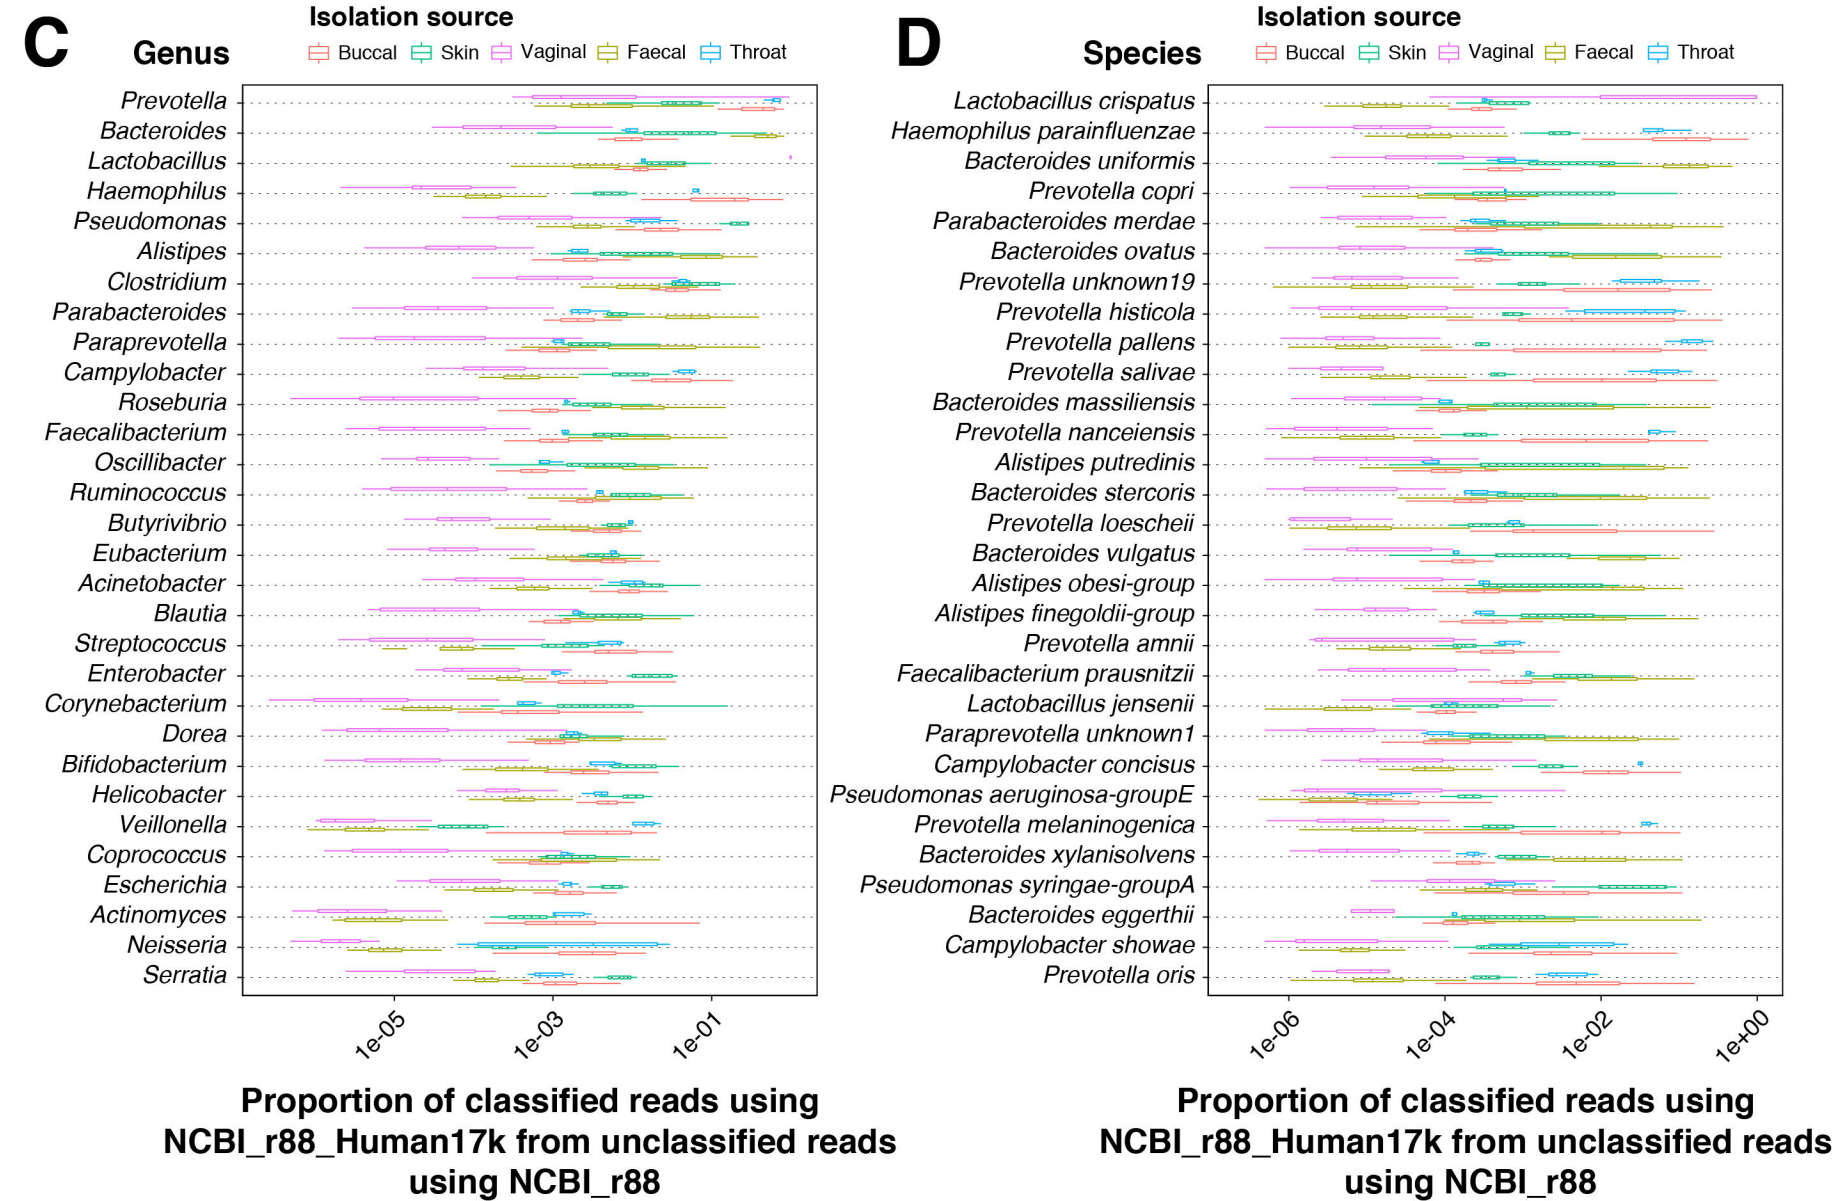 C
Genus
Isolation source
Buccal Skin Vaginal Faecal Throat
Prevotella
Bacteroides
Lactobacillus
Haemophilus
Pseudomonas
Alistipes
Clostridium
Parabacteroides
Paraprevotella
Campylobacter
Roseburia
Faecalibacterium
Oscillibacter
Ruminococcus
Butyrivibrio
Eubacterium
Acinetobacter
Blautia
Streptococcus
Enterobacter
Corynebacterium
Dorea
Bifidobacterium
Helicobacter
Veillonella
Coprococcus
Escherichia
Actinomyces
Neisseria
Serratia
1e-05 1e-03 1e-01
Proportion of classified reads using
NCBI_r88_Human17k from unclassified reads
using NCBI_r88
D
Species
Isolation source
Buccal Skin Vaginal Faecal Throat
Lactobacillus crispatus
Haemophilus parainfluenzae
Bacteroides uniformis
Prevotella copri
Parabacteroides merdae
Bacteroides ovatus
Prevotella unknown19
Prevotella histicola
Prevotella pallens
Prevotella salivae
Bacteroides massiliensis
Prevotella nanceiensis
Alistipes putredinis
Bacteroides stercoris
Prevotella loescheii
Bacteroides vulgatus
Alistipes obesi-group
Alistipes finegoldii-group
Prevotella amnii
Faecalibacterium prausnitzii
Lactobacillus jensenii
Paraprevotella unknown1
Campylobacter concisus
Pseudomonas aeruginosa-groupE
Prevotella melaninogenica
Bacteroides xylanisolvens
Pseudomonas syringae-groupA
Bacteroides eggerthii
Campylobacter showae
Prevotella oris
1e-06 1e-04 1e-02 1e+00
Proportion of classified reads using
NCBI_r88_Human17k from unclassified reads
using NCBI_r88